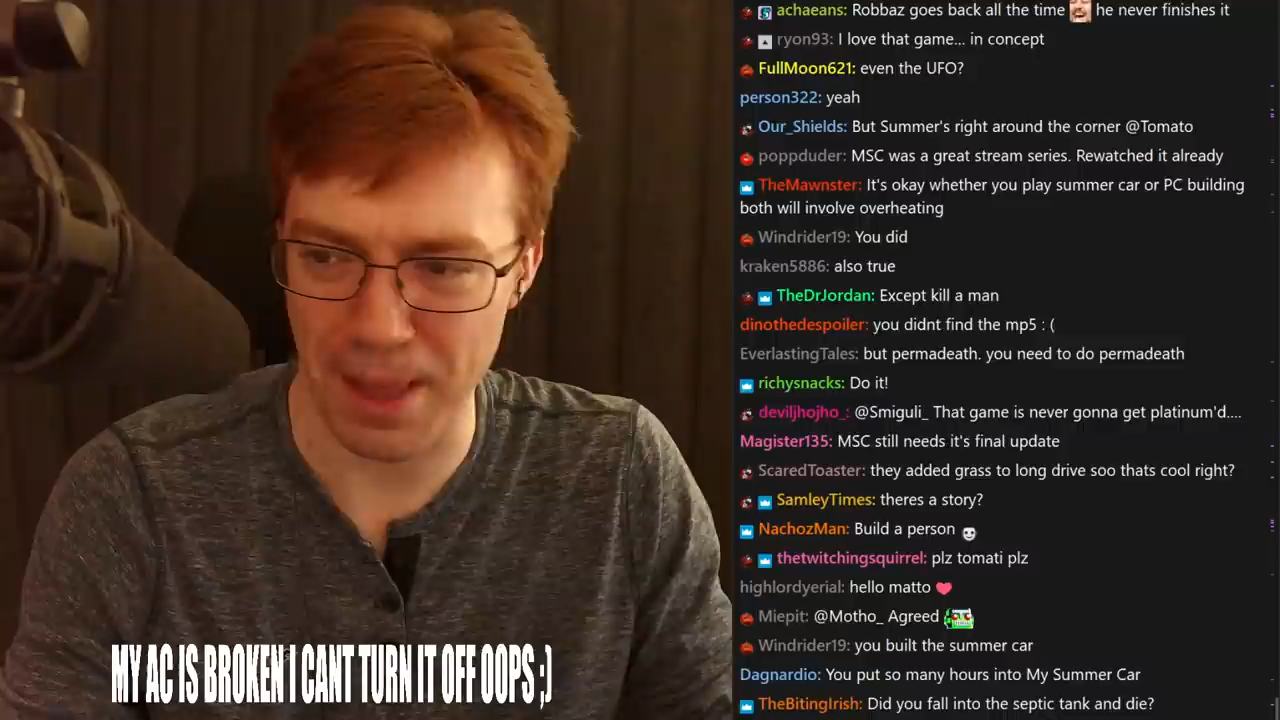 achaeans: Robbaz goes back all the time he never finishes it
ryon93: I love that game... in concept
FullMoon621: even the UFO?
person322: yeah
Our_Shields: But Summer's right around the corner @Tomato
poppduder: MSC was a great stream series. Rewatched it already
TheMawnster: It's okay whether you play summer car or PC building
both will involve overheating
Windrider19: You did
kraken5886: also true
TheDrJordan: Except kill a man
dinothedespoiler: you didnt find the mp5 : (
EverlastingTales: but permadeath. you need to do permadeath
richysnacks: Do it!
deviljhojho_: @Smiguli_ That game is never gonna get platinum'd....
Magister135: MSC still needs it's final update
ScaredToaster: they added grass to long drive soo thats cool right?
SamleyTimes: theres a story?
NachozMan: Build a person
thetwitchingsquirrel: plz tomati plz
highlordyerial: hello matto
Miepit: @Motho_ Agreed
Windrider19: you built the summer car
Dagnardio: You put so many hours into My Summer Car
TheBitingIrish: Did you fall into the septic tank and die?
MY AC IS BROKEN I CANT TURN IT OFF OOPS ;)